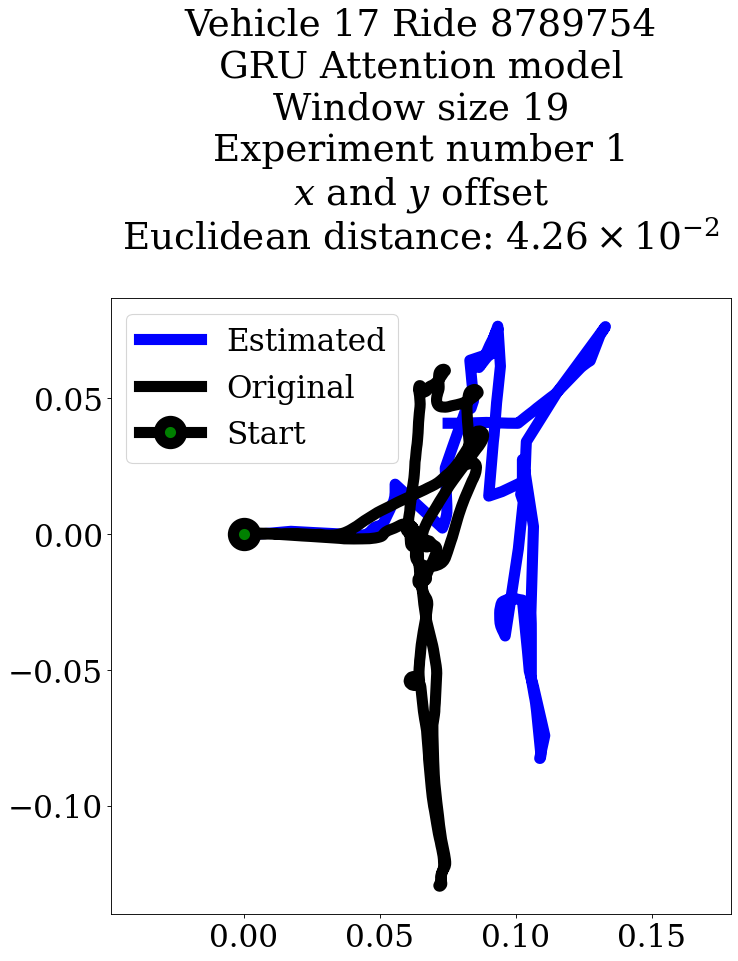 Vehicle 17 Ride 8789754
GRU Attention model
Window size 19
Experiment number 1
x and y offset
Euclidean distance: 4.26 × 10⁻²
Estimated
Original
Start
0.05
0.00
−0.05
−0.10
0.00 0.05 0.10 0.15